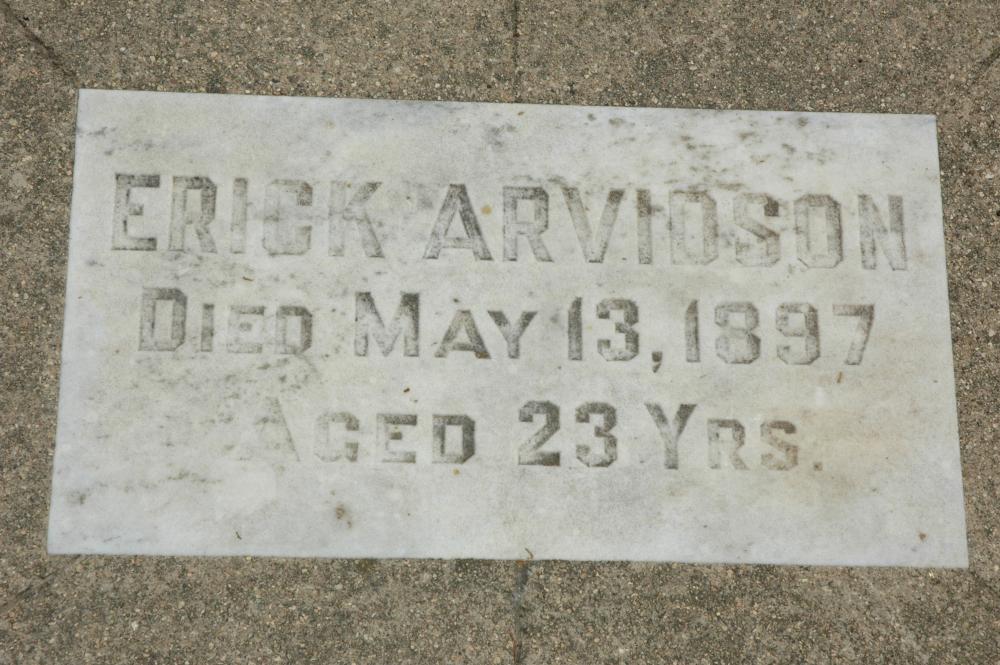 ERICK ARVIDSON
DIED MAY 13, 1897
AGED 23 YRS.